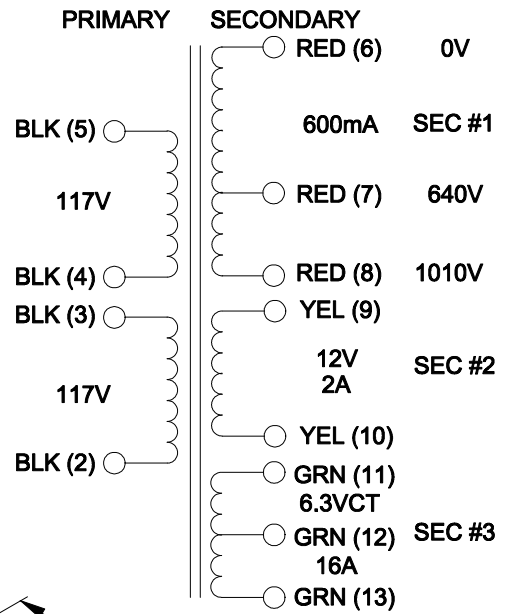 PRIMARY SECONDARY
RED (6) 0V
BLK (5) 600mA SEC #1
117V RED (7) 640V
BLK (4) RED (8) 1010V
BLK (3) YEL (9)
12V
117V 2A SEC #2
BLK (2) YEL (10)
GRN (11)
6.3VCT
GRN (12) SEC #3
16A
GRN (13)